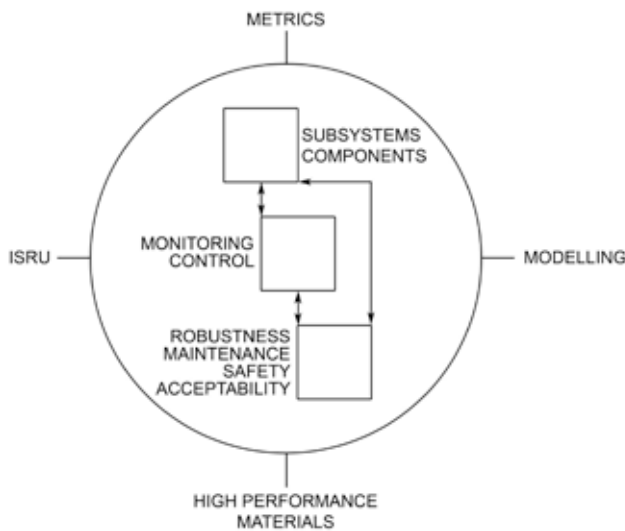 METRICS
SUBSYSTEMS
COMPONENTS
MONITORING
CONTROL
ISRU
MODELLING
ROBUSTNESS
MAINTENANCE
SAFETY
ACCEPTABILITY
HIGH PERFORMANCE
MATERIALS